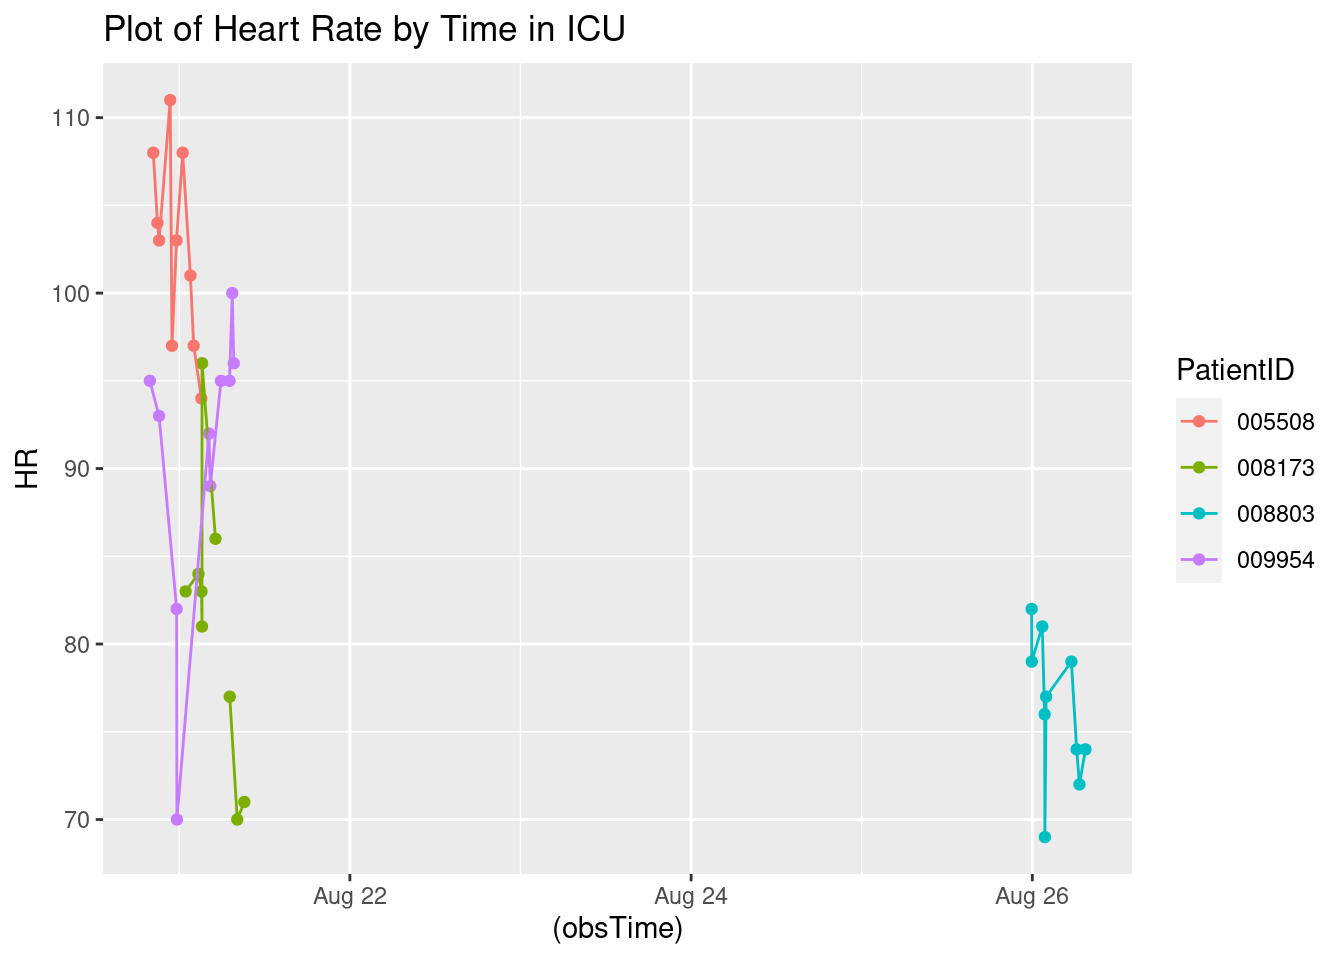 Plot of Heart Rate by Time in ICU
110
100
90
80
70
HR
Aug 22
Aug 24
Aug 26
(obsTime)
PatientID
005508
008173
008803
009954